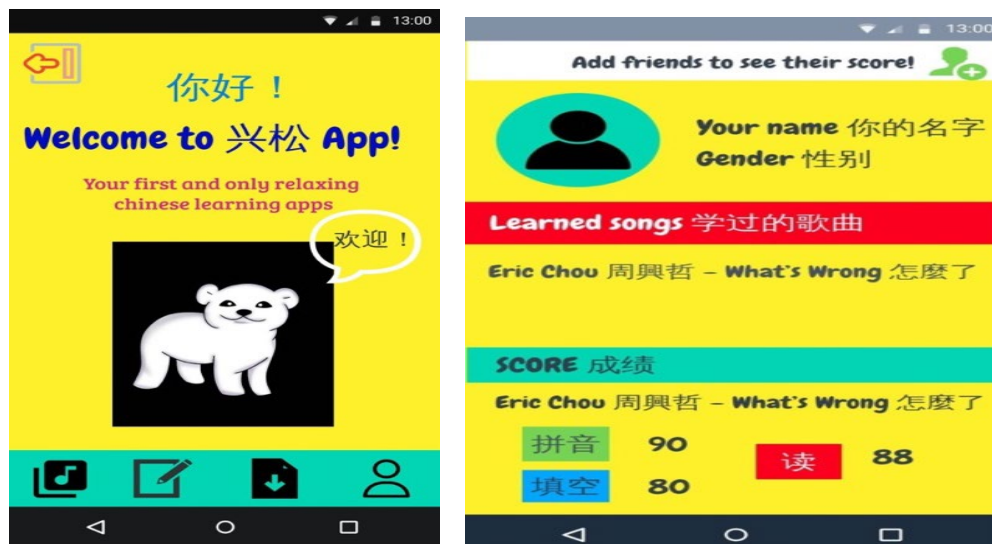 13:00
你好！
Welcome to 兴松 App!
Your first and only relaxing
chinese learning apps
欢迎！
13:00
Add friends to see their score!
Your name 你的名字
Gender 性别
Learned songs 学过的歌曲
Eric Chou 周興哲 – What's Wrong 怎麼了
SCORE 成绩
Eric Chou 周興哲 – What's Wrong 怎麼了
拼音 90
读 88
填空 80